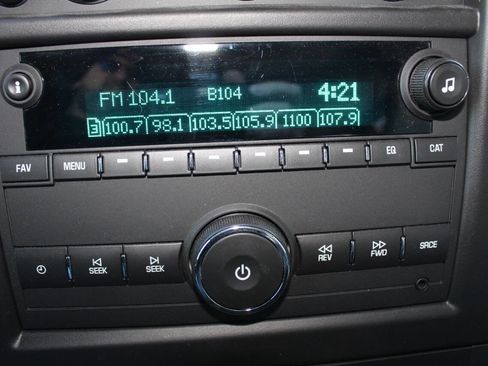 FM 104.1 B104 4:21
3 100.7 98.1 103.5 105.9 1100 107.9
FAV MENU EQ CAT
SEEK SEEK REV FWD SRCE